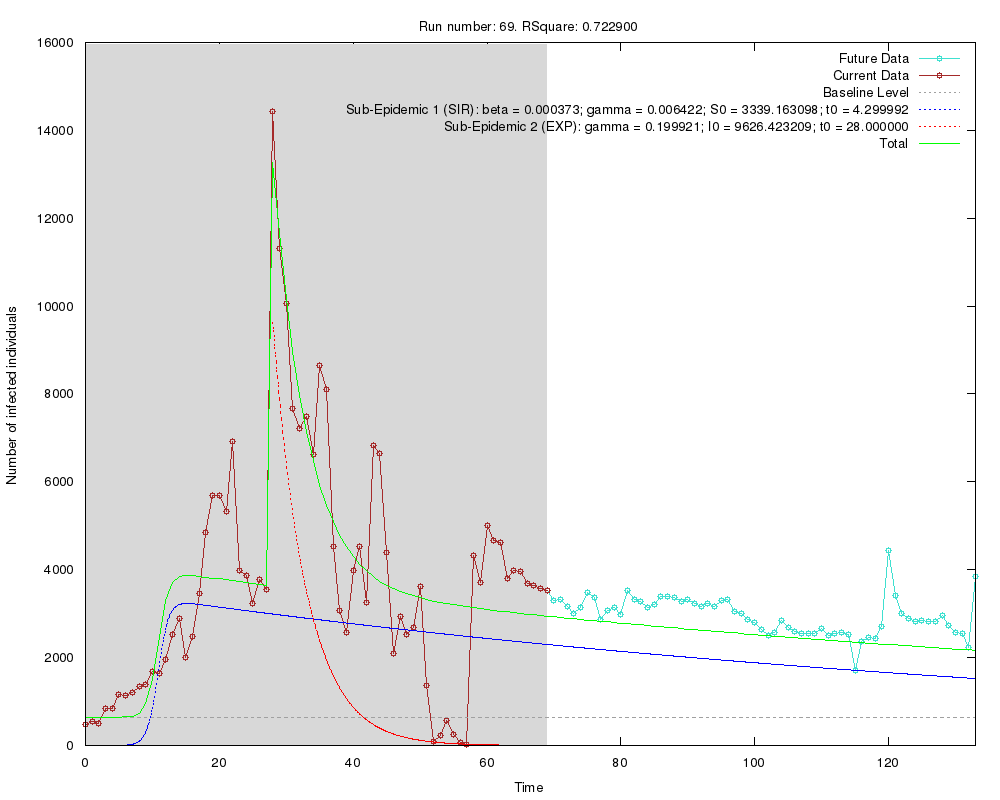 Run number: 69. RSquare: 0.722900
16000
14000
12000
10000
8000
6000
4000
2000
0
Number of infected individuals
Future Data
Current Data
Baseline Level
Sub-Epidemic 1 (SIR): beta = 0.000373; gamma = 0.006422; S0 = 3339.163098; t0 = 4.299992
Sub-Epidemic 2 (EXP): gamma = 0.199921; I0 = 9626.423209; t0 = 28.000000
Total
0 20 40 60 80 100 120
Time